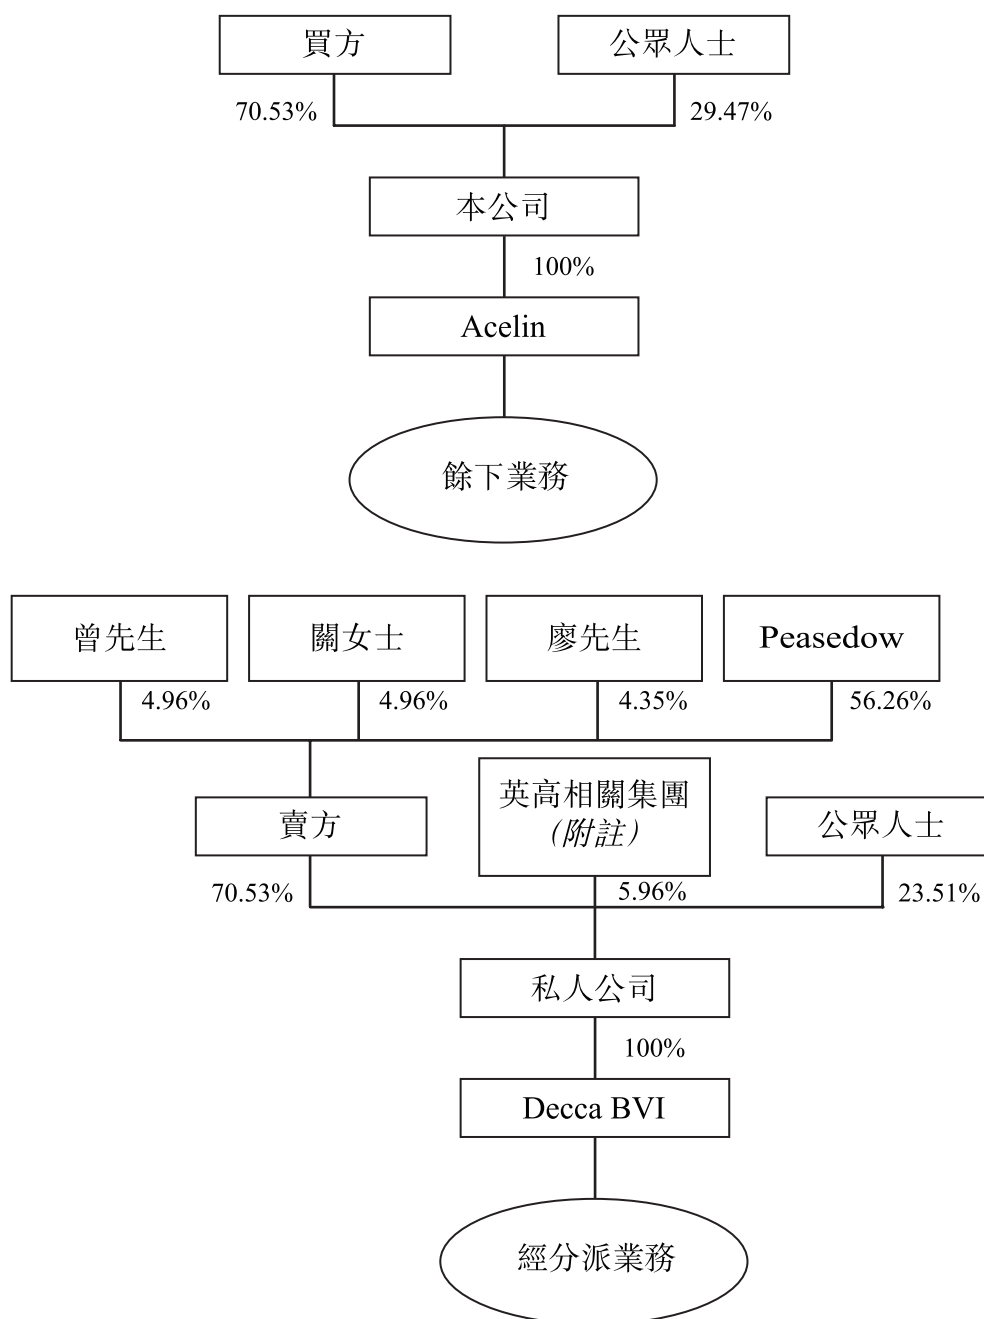 買方
公眾人士
70.53%
29.47%
本公司
100%
Acelin
餘下業務
曾先生
關女士
廖先生
Peasedow
4.96%
4.96%
4.35%
56.26%
賣方
英高相關集團
(附註)
公眾人士
70.53%
5.96%
23.51%
私人公司
100%
Decca BVI
經分派業務